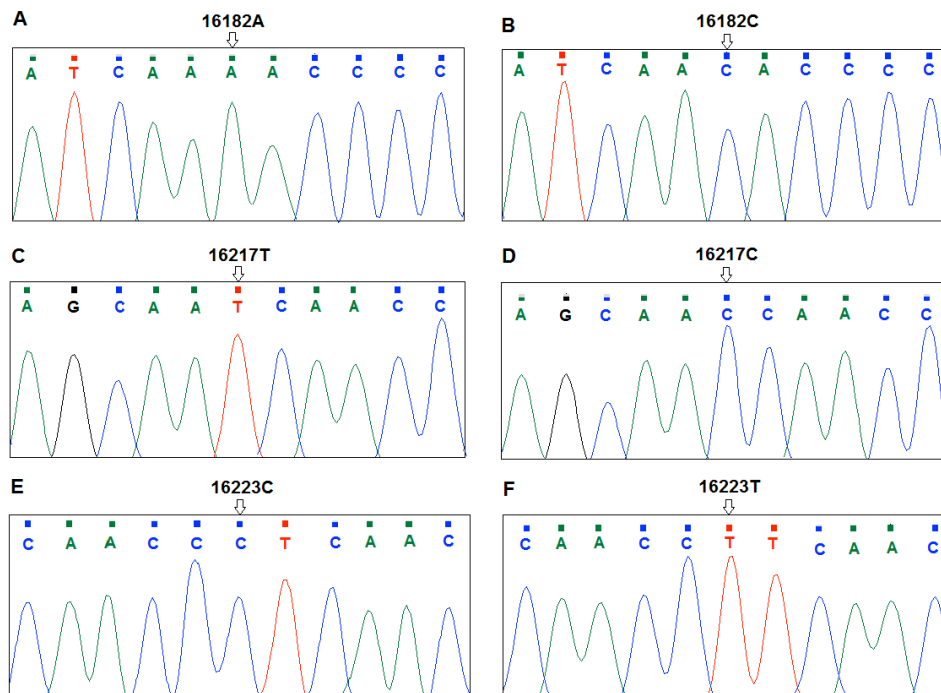 A 16182A
A T C A A A A C C C C
B 16182C
A T C A A C A C C C C
C 16217T
A G C A A T C A A C C
D 16217C
A G C A A C C A A C C
E 16223C
C A A C C C T C A A C
F 16223T
C A A C C T T C A A C